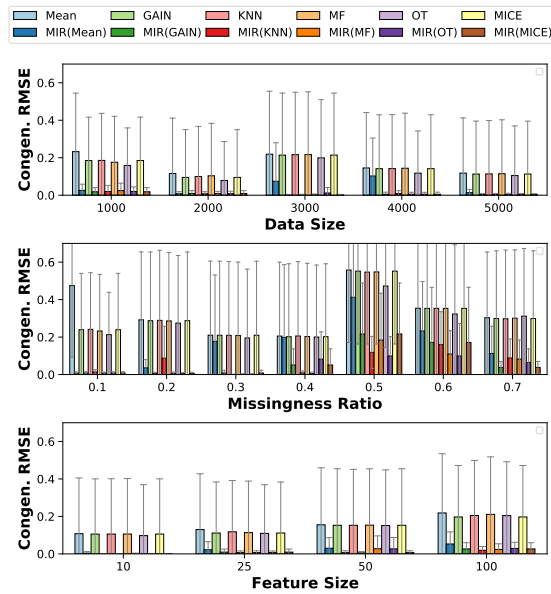 Mean GAIN KNN MF OT MICE
MIR(Mean) MIR(GAIN) MIR(KNN) MIR(MF) MIR(OT) MIR(MICE)
Congen. RMSE
0.6
0.4
0.2
0.0
1000 2000 3000 4000 5000
Data Size
Congen. RMSE
0.6
0.4
0.2
0.0
0.1 0.2 0.3 0.4 0.5 0.6 0.7
Missingness Ratio
Congen. RMSE
0.6
0.4
0.2
0.0
10 25 50 100
Feature Size